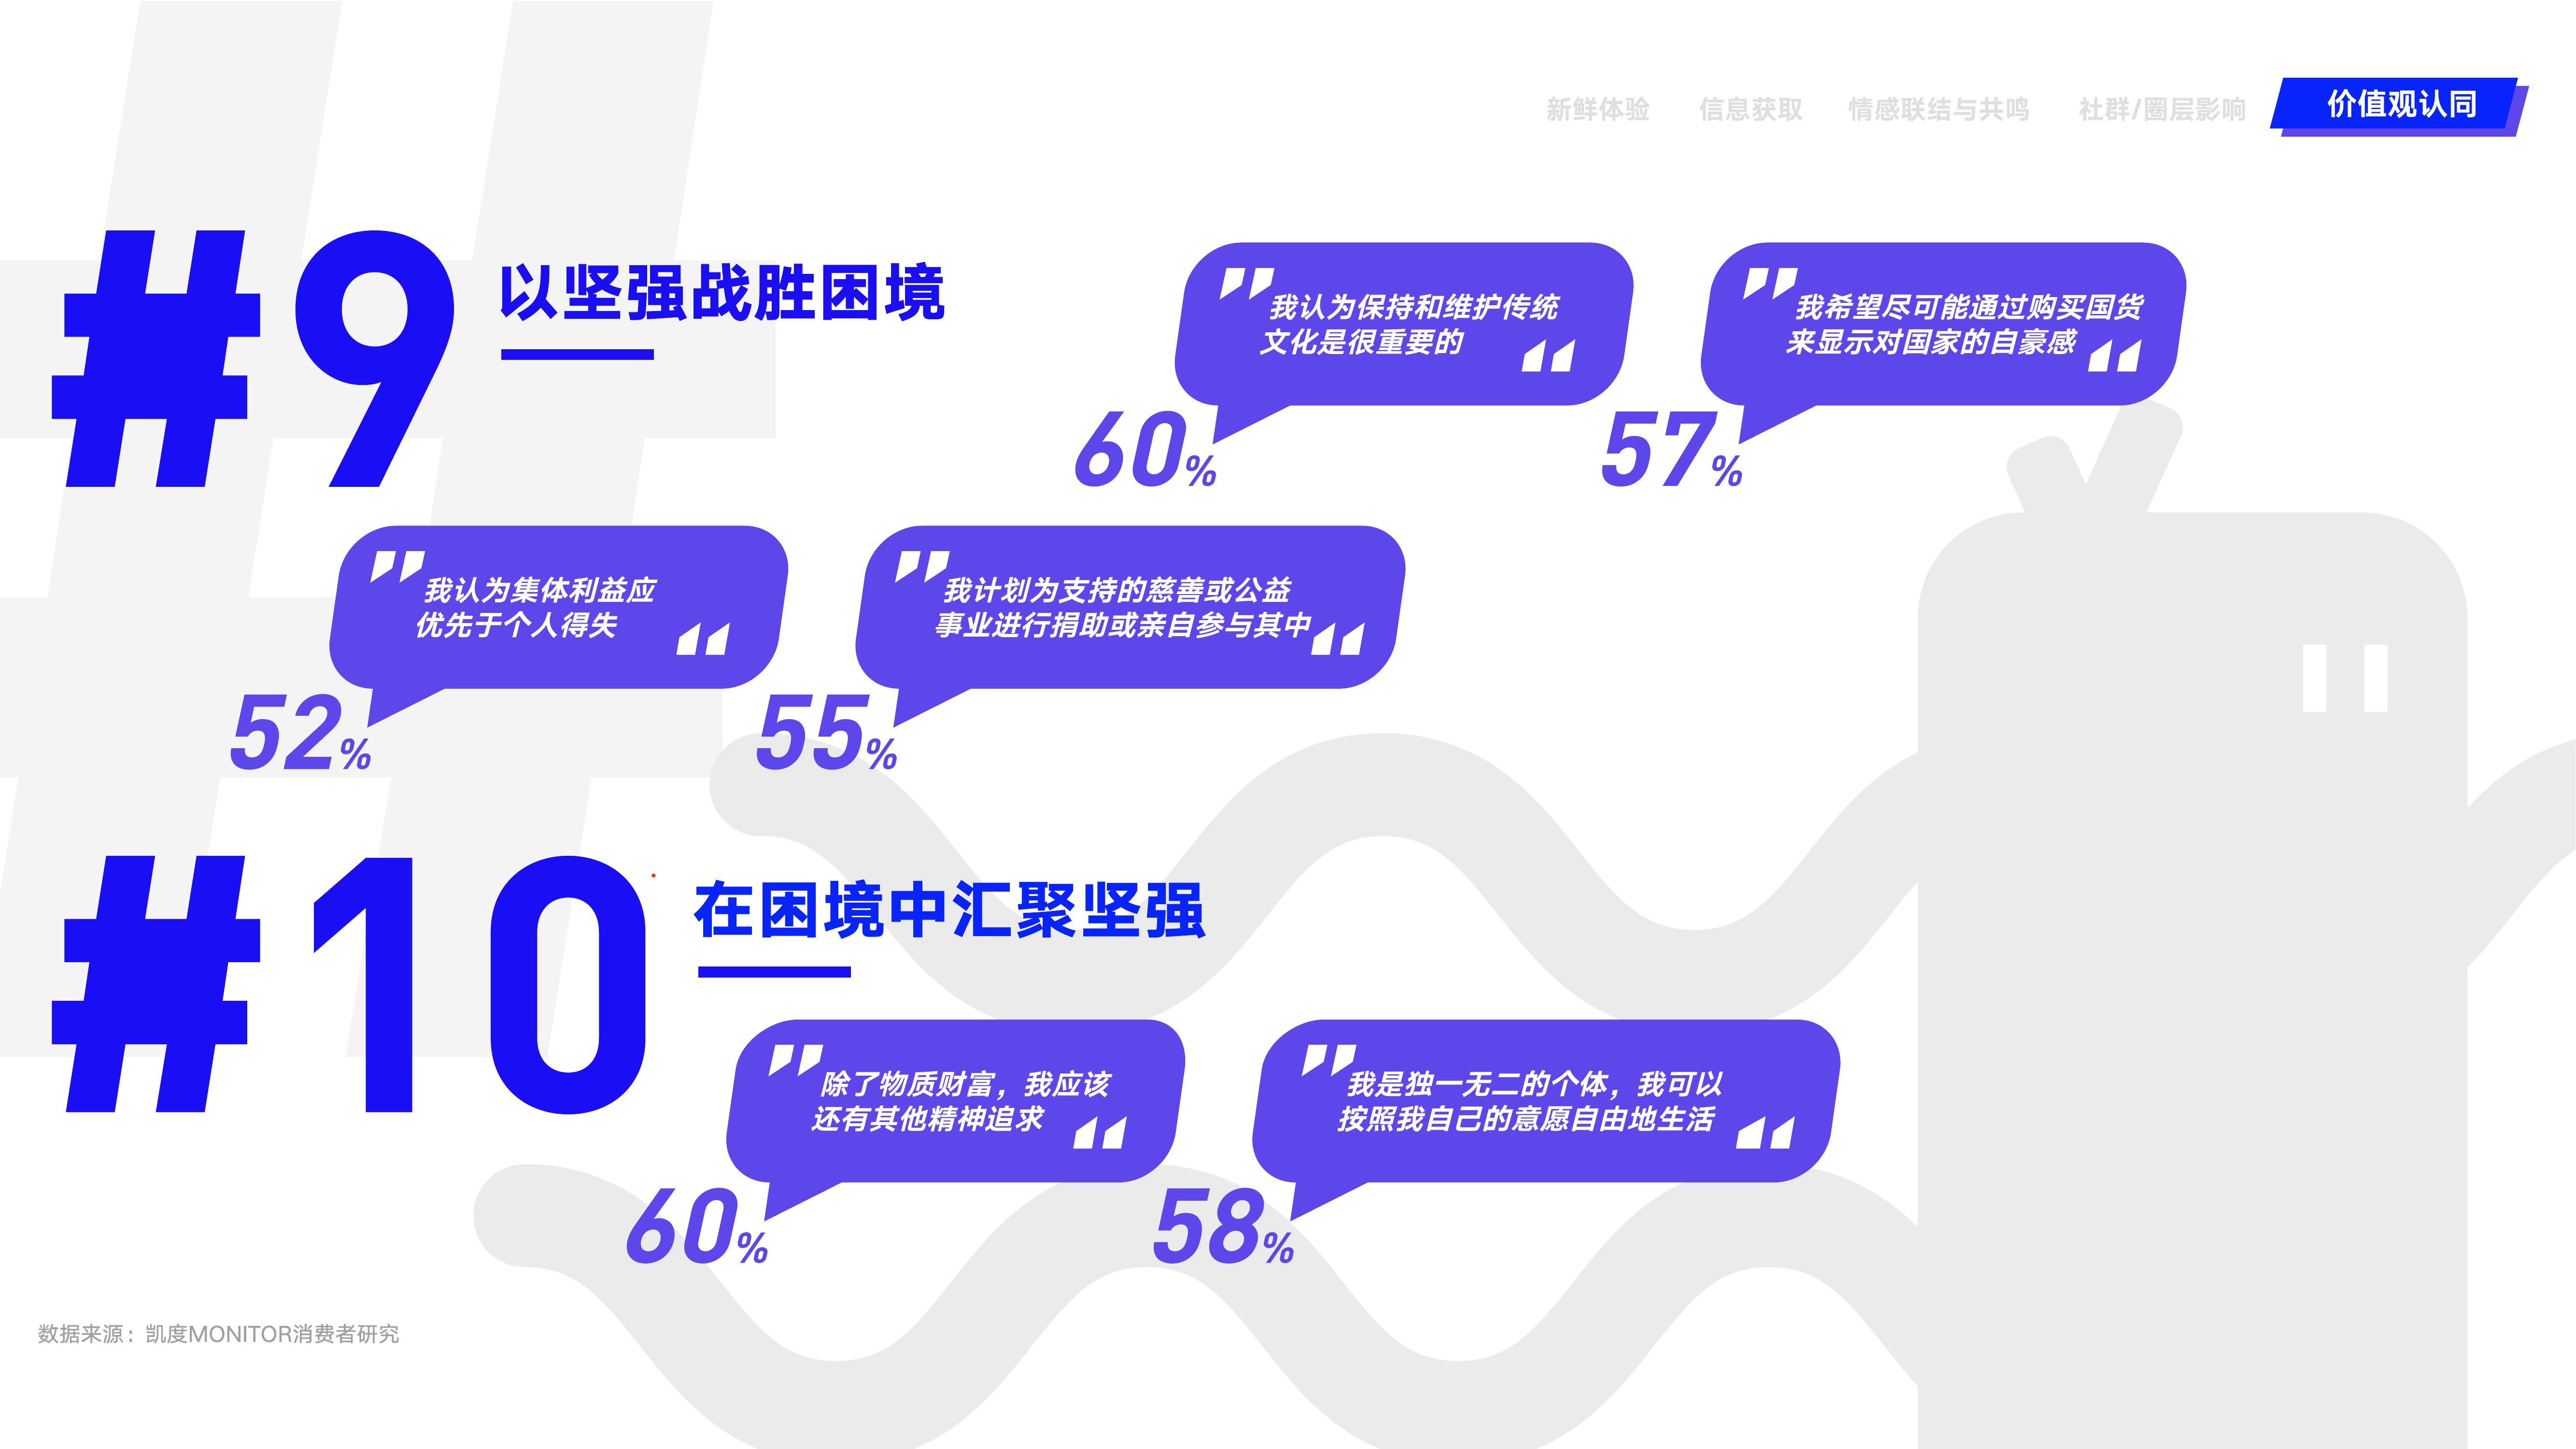 新鲜体验 信息获取 情感联结与共鸣 社群/圈层影响 价值观认同
#9
以坚强战胜困境
我认为保持和维护传统
文化是很重要的
60%
我希望尽可能通过购买国货
来显示对国家的自豪感
57%
我认为集体利益应
优先于个人得失
52%
我计划为支持的慈善或公益
事业进行捐助或亲自参与其中
55%
#10
在困境中汇聚坚强
除了物质财富，我应该
还有其他精神追求
60%
我是独一无二的个体，我可以
按照我自己的意愿自由地生活
58%
数据来源：凯度MONITOR消费者研究